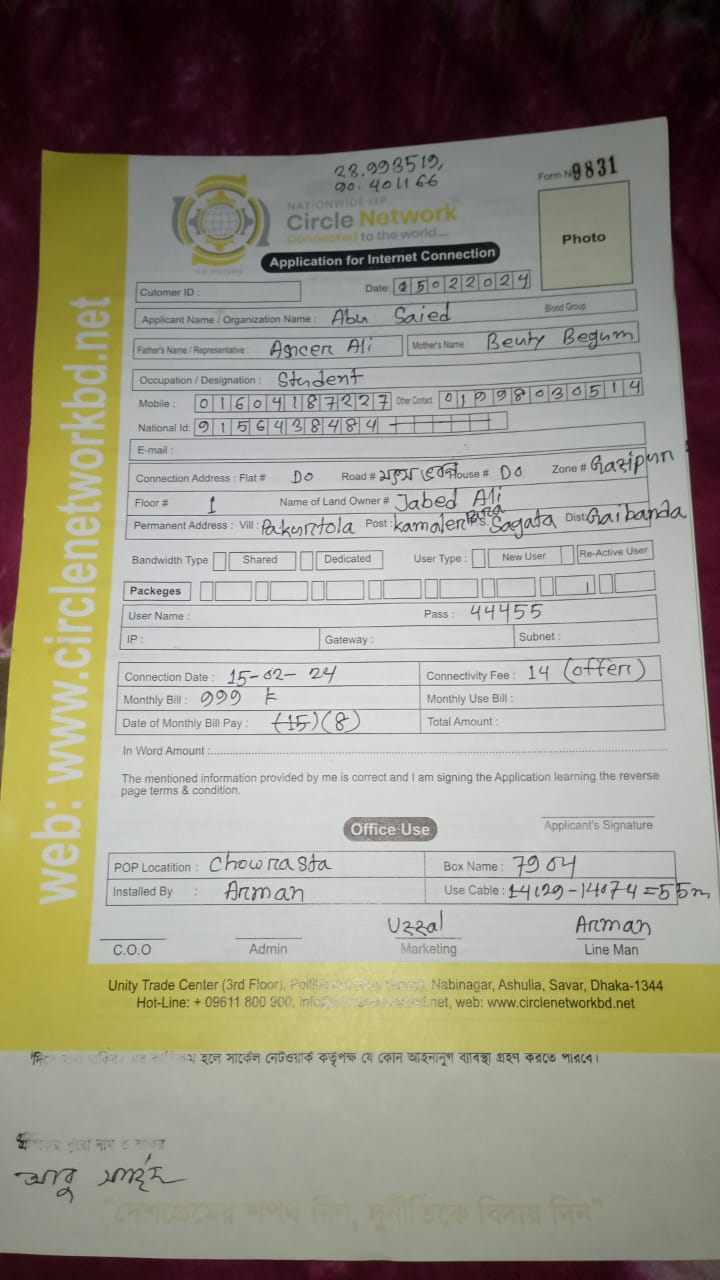 28.993519,
90.401166
Form N 9831
NATIONWIDE ISP
Circle Network
Connected to the world....
Photo
Application for Internet Connection
Cutomer ID :
Date: 05022024
Applicant Name / Organization Name : Abu Saied
Blood Group :
Father's Name / Representative : Ali
Mother's Name : Beuty Begum
Occupation / Designation : Student
Mobile : 01604187227 Other Contact
National Id: 9156438484
E-mail :
Connection Address : Flat # Do Road # House # Do Zone # Gazipur
Floor # 1 Name of Land Owner # Jabed Ali
Permanent Address : Vill : Pakurtola Post : Kamaler Para P.S. Sagata Dist: Gaibanda
Bandwidth Type Shared Dedicated User Type : New User Re-Active User
Packeges
User Name : Pass : 44455
IP : Gateway : Subnet :
Connection Date : 15-02-24 Connectivity Fee : 14 (offer)
Monthly Bill : 999 Monthly Use Bill :
Date of Monthly Bill Pay : (15)(8) Total Amount :
In Word Amount :
The mentioned information provided by me is correct and I am signing the Application learning the reverse
page terms & condition.
Office Use
Applicant's Signature
POP Locatition : Chowrasta Box Name : 7904
Installed By : Arman Use Cable : 14129-14074=55m
Uzzal Arman
C.O.O Admin Marketing Line Man
Unity Trade Center (3rd Floor), Nabinagar, Ashulia, Savar, Dhaka-1344
Hot-Line: + 09611 800 900, web: www.circlenetworkbd.net
web: www.circlenetworkbd.net
হলে সার্কেল নেটওয়ার্ক কর্তৃপক্ষ যে কোন আইনানুগ ব্যাবস্থা গ্রহণ করতে পারবে।
আবু সাইদ
"দেশপ্রেমের শপথ নিন, দুর্নীতিকে বিদায় দিন"